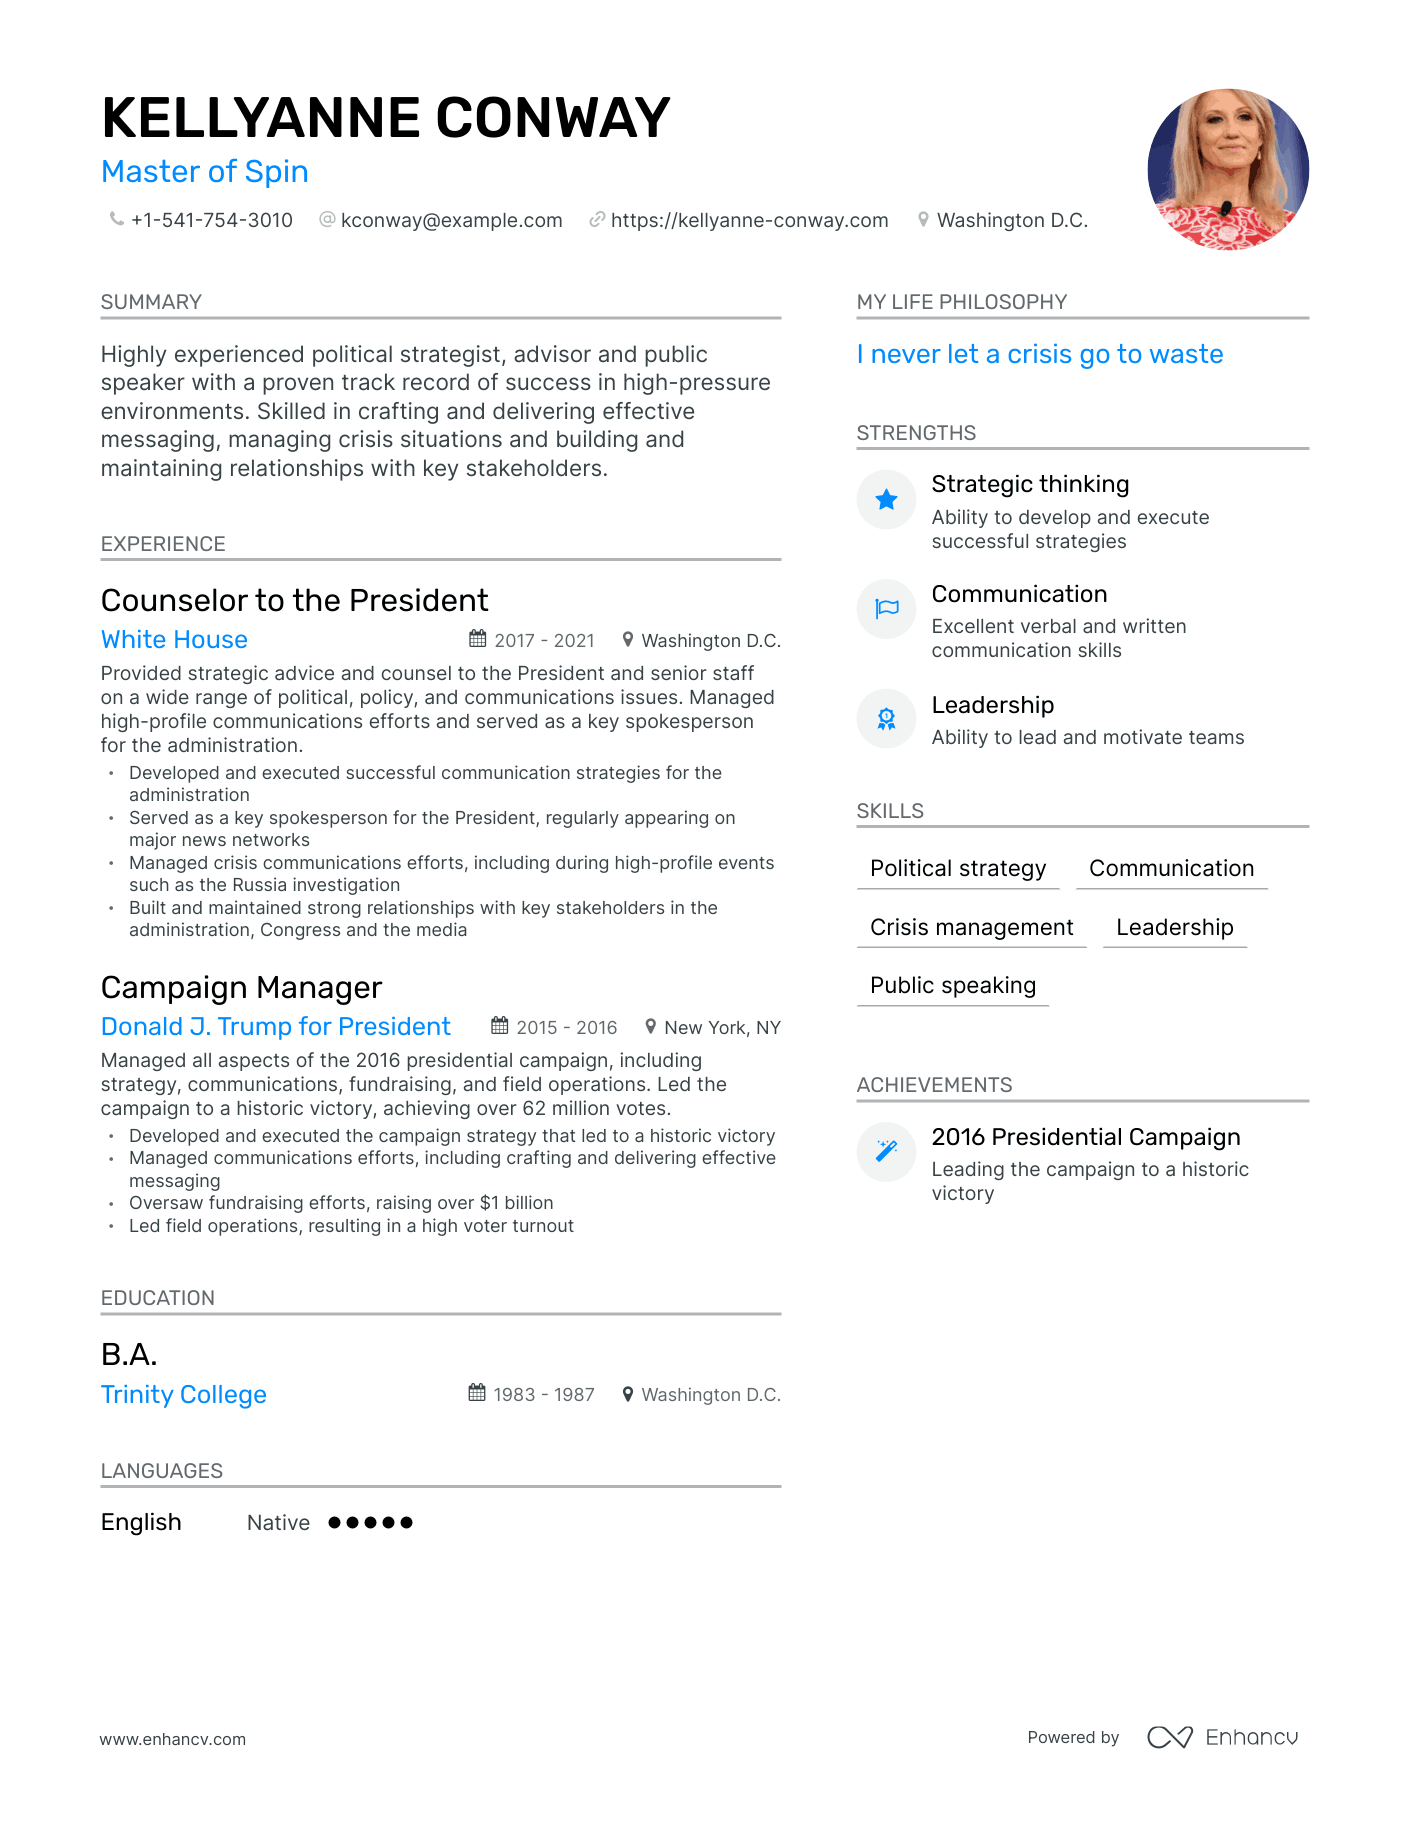 KELLYANNE CONWAY
Master of Spin
+1-541-754-3010 @ kconway@example.com https://kellyanne-conway.com Washington D.C.
SUMMARY
Highly experienced political strategist, advisor and public
speaker with a proven track record of success in high-pressure
environments. Skilled in crafting and delivering effective
messaging, managing crisis situations and building and
maintaining relationships with key stakeholders.
EXPERIENCE
Counselor to the President
White House 2017 - 2021 Washington D.C.
Provided strategic advice and counsel to the President and senior staff
on a wide range of political, policy, and communications issues. Managed
high-profile communications efforts and served as a key spokesperson
for the administration.
• Developed and executed successful communication strategies for the
administration
• Served as a key spokesperson for the President, regularly appearing on
major news networks
• Managed crisis communications efforts, including during high-profile events
such as the Russia investigation
• Built and maintained strong relationships with key stakeholders in the
administration, Congress and the media
Campaign Manager
Donald J. Trump for President 2015 - 2016 New York, NY
Managed all aspects of the 2016 presidential campaign, including
strategy, communications, fundraising, and field operations. Led the
campaign to a historic victory, achieving over 62 million votes.
• Developed and executed the campaign strategy that led to a historic victory
• Managed communications efforts, including crafting and delivering effective
messaging
• Oversaw fundraising efforts, raising over $1 billion
• Led field operations, resulting in a high voter turnout
EDUCATION
B.A.
Trinity College 1983 - 1987 Washington D.C.
LANGUAGES
English Native
MY LIFE PHILOSOPHY
I never let a crisis go to waste
STRENGTHS
Strategic thinking
Ability to develop and execute
successful strategies
Communication
Excellent verbal and written
communication skills
Leadership
Ability to lead and motivate teams
SKILLS
Political strategy Communication
Crisis management Leadership
Public speaking
ACHIEVEMENTS
2016 Presidential Campaign
Leading the campaign to a historic
victory
www.enhancv.com
Powered by Enhancv